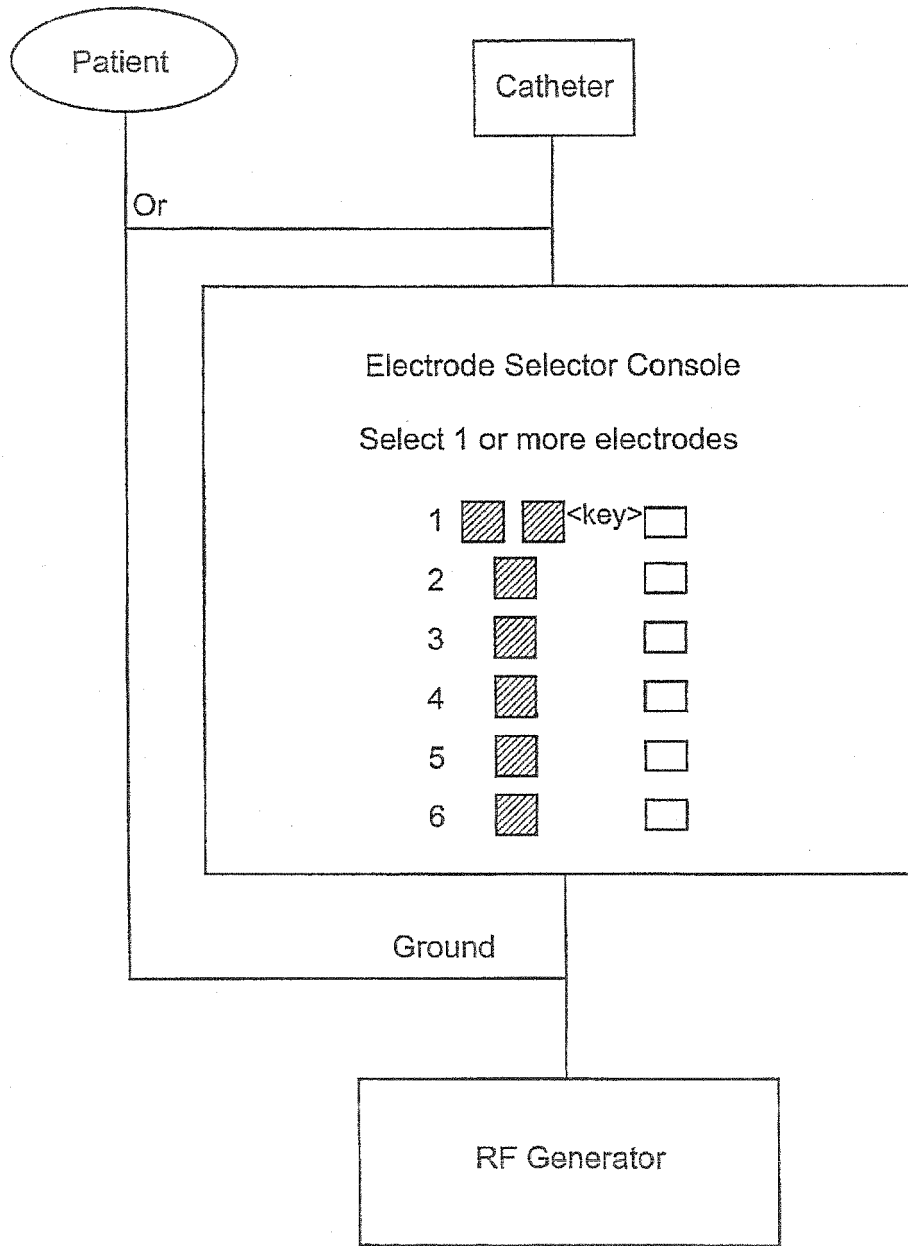 Patient
Catheter
Or
Electrode Selector Console
Select 1 or more electrodes
1 <key>
2
3
4
5
6
Ground
RF Generator